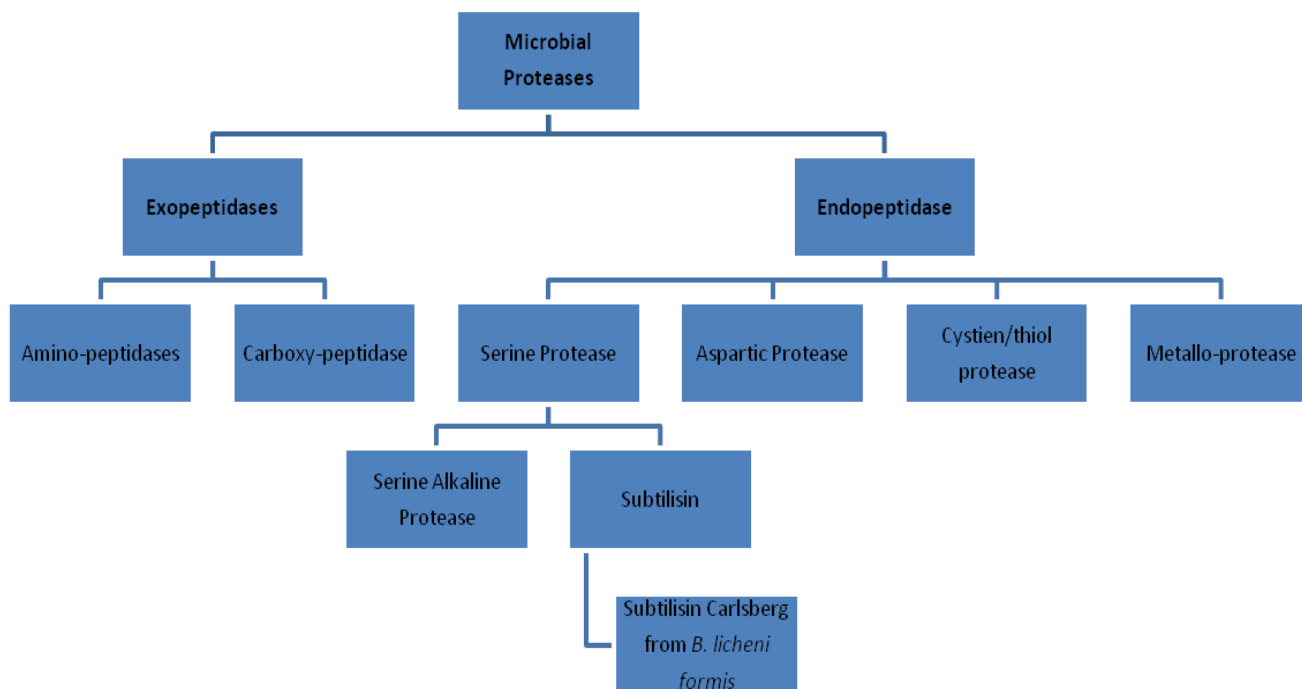 Microbial
Proteases
Exopeptidases
Endopeptidase
Amino-peptidases
Carboxy-peptidase
Serine Protease
Aspartic Protease
Cystien/thiol
protease
Metallo-protease
Serine Alkaline
Protease
Subtilisin
Subtilisin Carlsberg
from B. licheni
formis